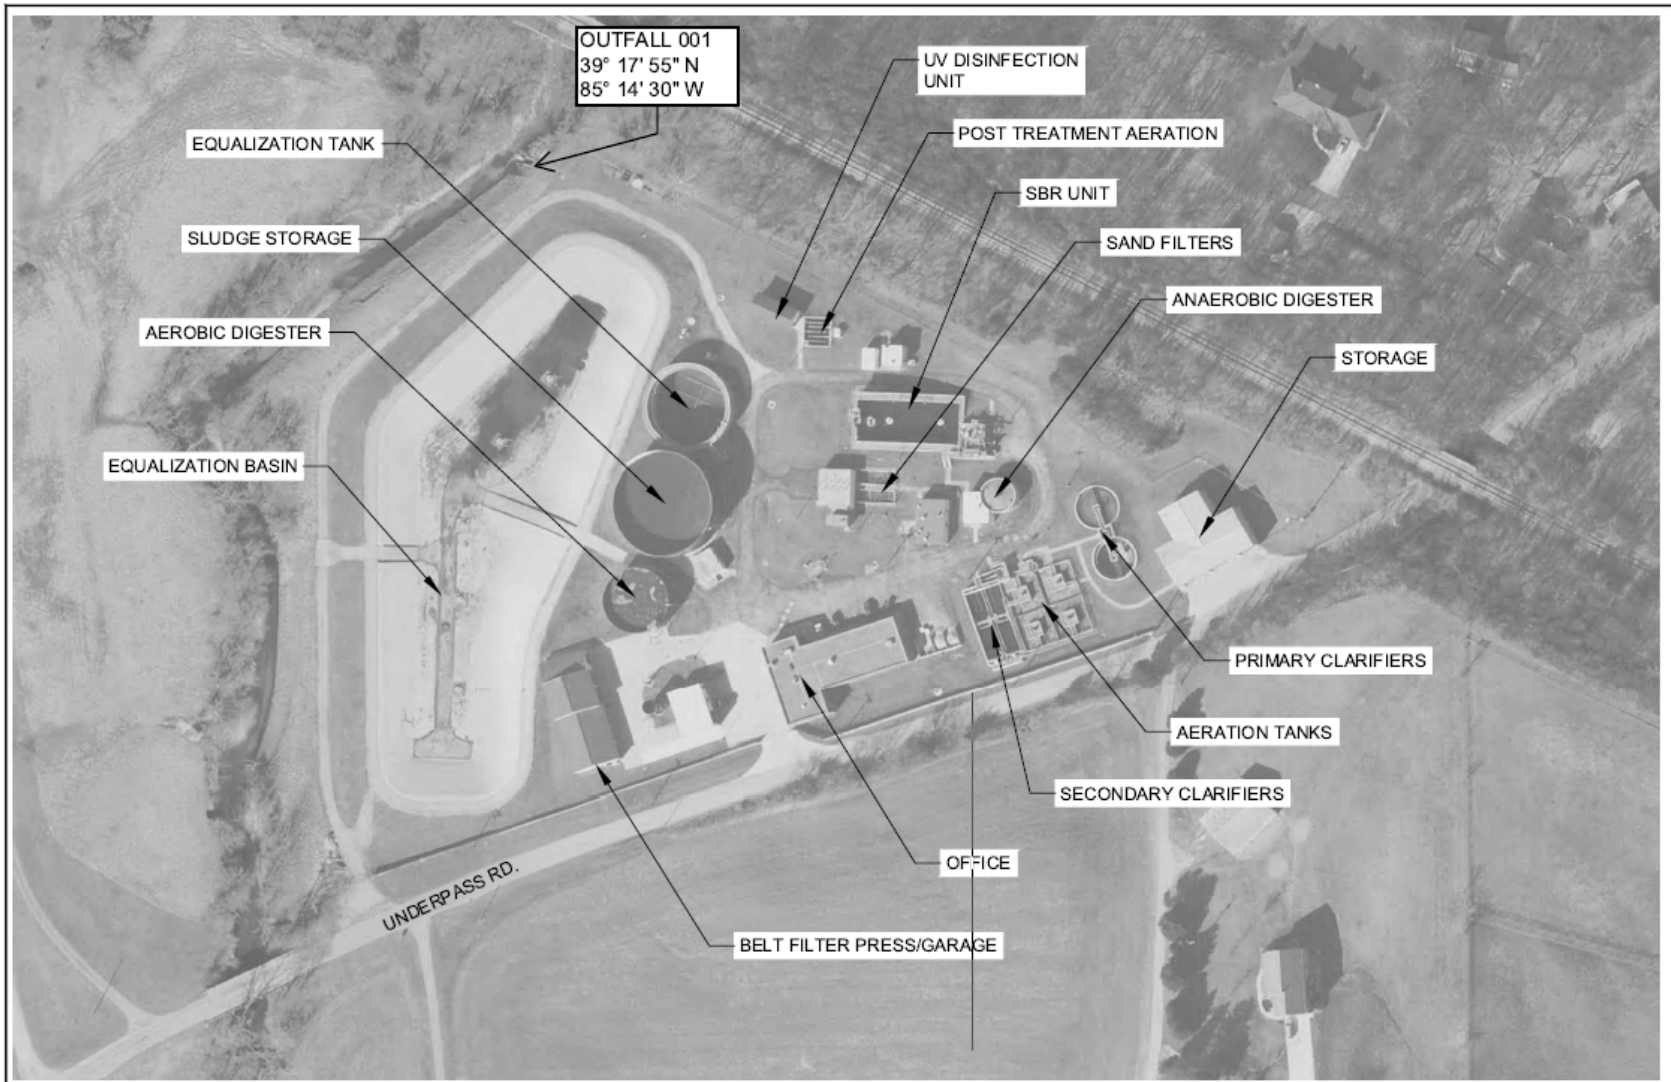 OUTFALL 001
39° 17' 55" N
85° 14' 30" W
UV DISINFECTION
UNIT
POST TREATMENT AERATION
EQUALIZATION TANK
SBR UNIT
SLUDGE STORAGE
SAND FILTERS
ANAEROBIC DIGESTER
AEROBIC DIGESTER
STORAGE
EQUALIZATION BASIN
PRIMARY CLARIFIERS
AERATION TANKS
SECONDARY CLARIFIERS
OFFICE
UNDERPASS RD.
BELT FILTER PRESS/GARAGE